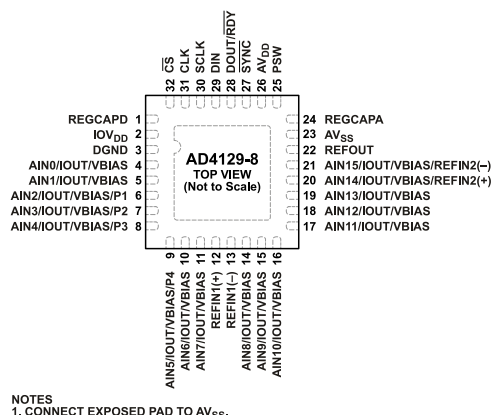 32 C̅S̅
31 CLK
30 SCLK
29 DIN
28 DOUT/R̅D̅Y̅
27 S̅Y̅N̅C̅
26 AVDD
25 PSW
REGCAPD 1
IOVDD 2
DGND 3
AIN0/IOUT/VBIAS 4
AIN1/IOUT/VBIAS 5
AIN2/IOUT/VBIAS/P1 6
AIN3/IOUT/VBIAS/P2 7
AIN4/IOUT/VBIAS/P3 8
AD4129-8
TOP VIEW
(Not to Scale)
24 REGCAPA
23 AVSS
22 REFOUT
21 AIN15/IOUT/VBIAS/REFIN2(–)
20 AIN14/IOUT/VBIAS/REFIN2(+)
19 AIN13/IOUT/VBIAS
18 AIN12/IOUT/VBIAS
17 AIN11/IOUT/VBIAS
AIN5/IOUT/VBIAS/P4 9
AIN6/IOUT/VBIAS 10
AIN7/IOUT/VBIAS 11
REFIN1(+) 12
REFIN1(–) 13
AIN8/IOUT/VBIAS 14
AIN9/IOUT/VBIAS 15
AIN10/IOUT/VBIAS 16
NOTES
1. CONNECT EXPOSED PAD TO AVSS.